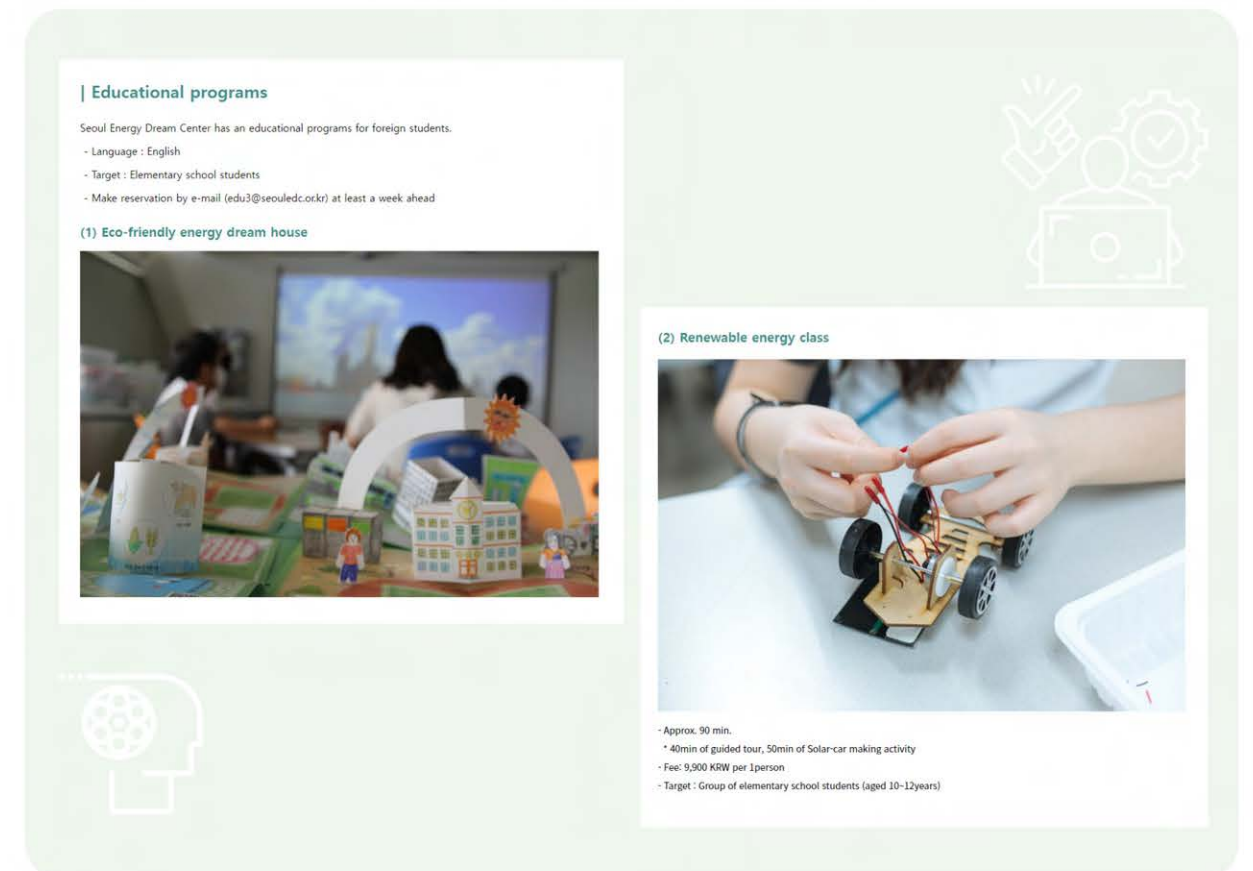 | Educational programs
Seoul Energy Dream Center has an educational programs for foreign students.
- Language : English
- Target : Elementary school students
- Make reservation by e-mail (edu3@seouledc.or.kr) at least a week ahead
(1) Eco-friendly energy dream house
(2) Renewable energy class
- Approx. 90 min.
* 40min of guided tour, 50min of Solar-car making activity
- Fee: 9,900 KRW per 1person
- Target : Group of elementary school students (aged 10~12years)